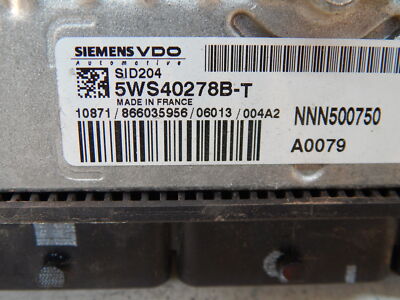 SIEMENS VDO
Automotive
SID204
5WS40278B-T
MADE IN FRANCE
10871 / 866035956 / 06013 / 004A2
NNN500750
A0079